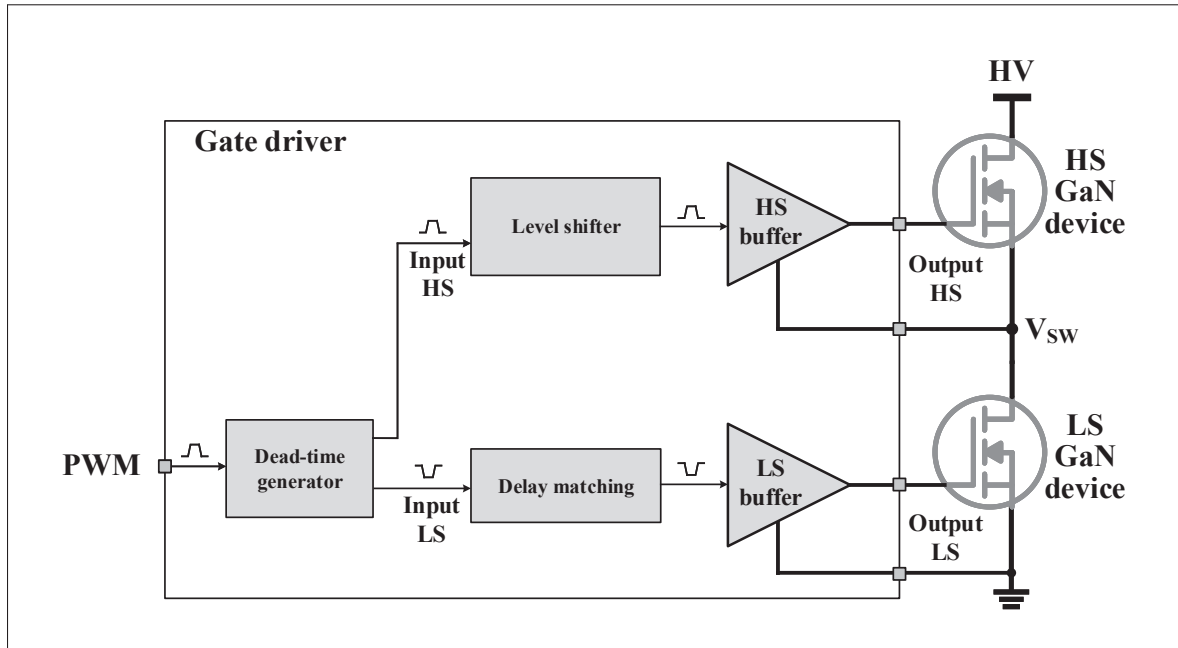 HV
Gate driver
HS
GaN
device
Level shifter
HS
buffer
Input
HS
Output
HS
VSW
PWM
Dead-time
generator
Input
LS
Delay matching
LS
buffer
Output
LS
LS
GaN
device